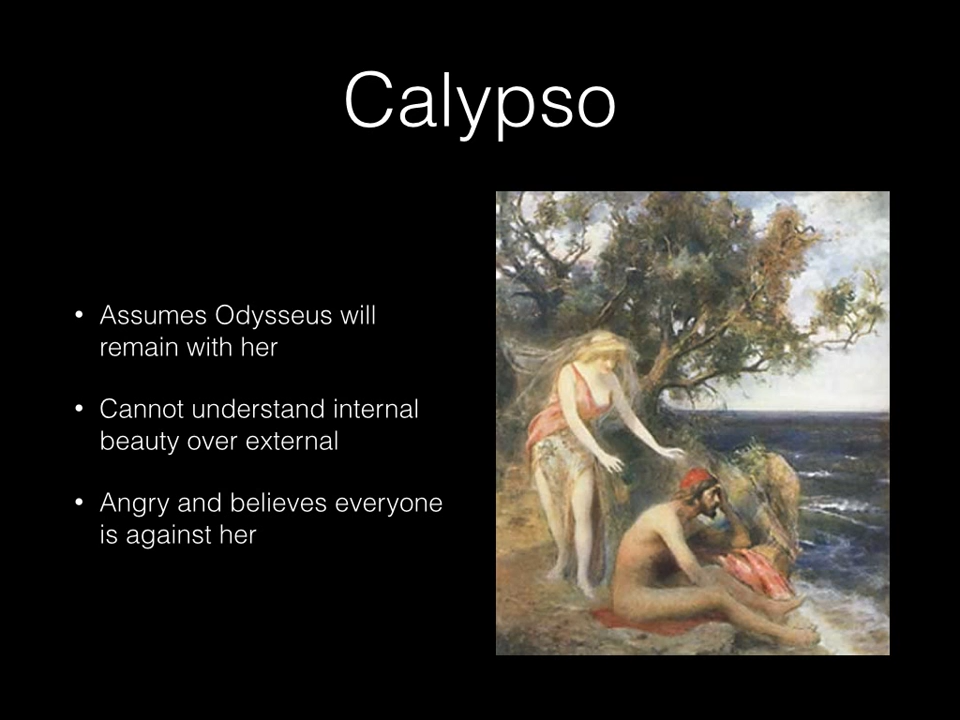 Calypso
• Assumes Odysseus will
remain with her
• Cannot understand internal
beauty over external
• Angry and believes everyone
is against her